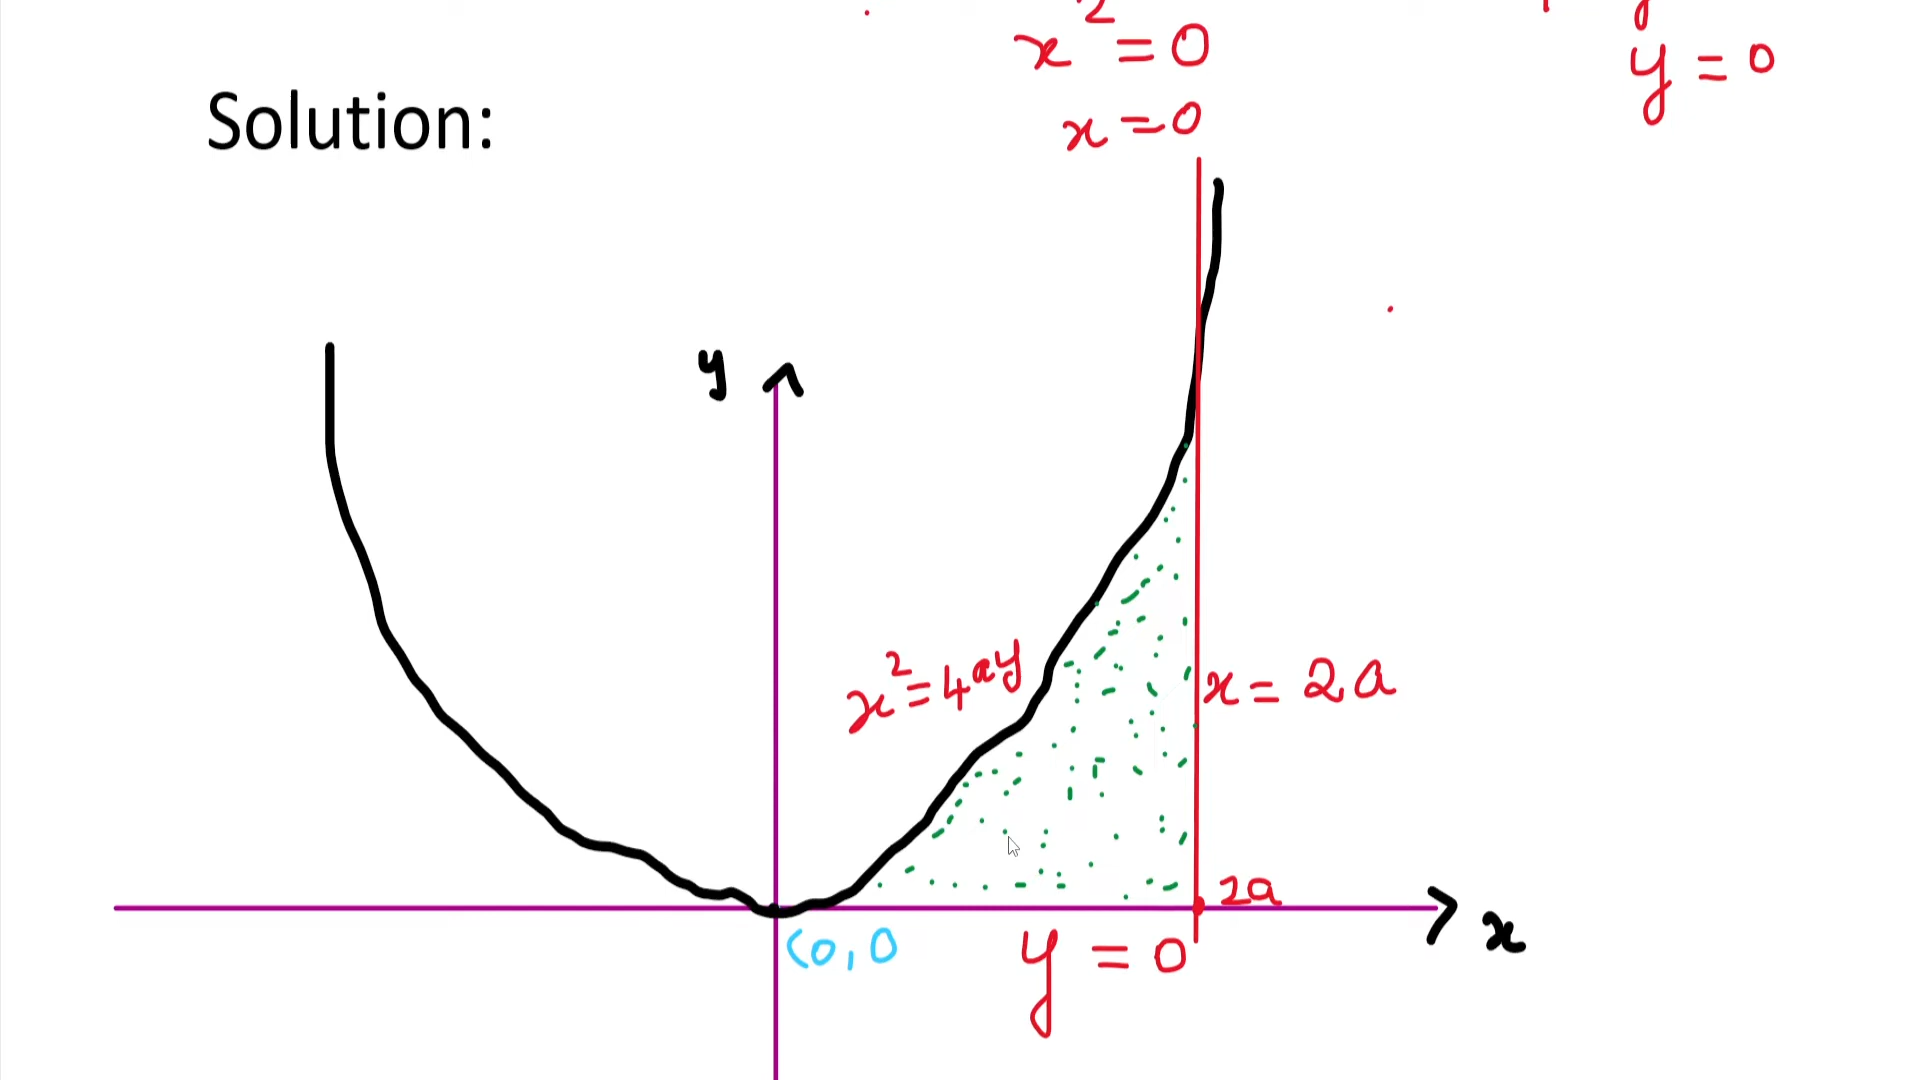 x² = 0
y = 0
Solution:
x = 0
y
x² = 4ay
x = 2a
2a
(0, 0
y = 0
x